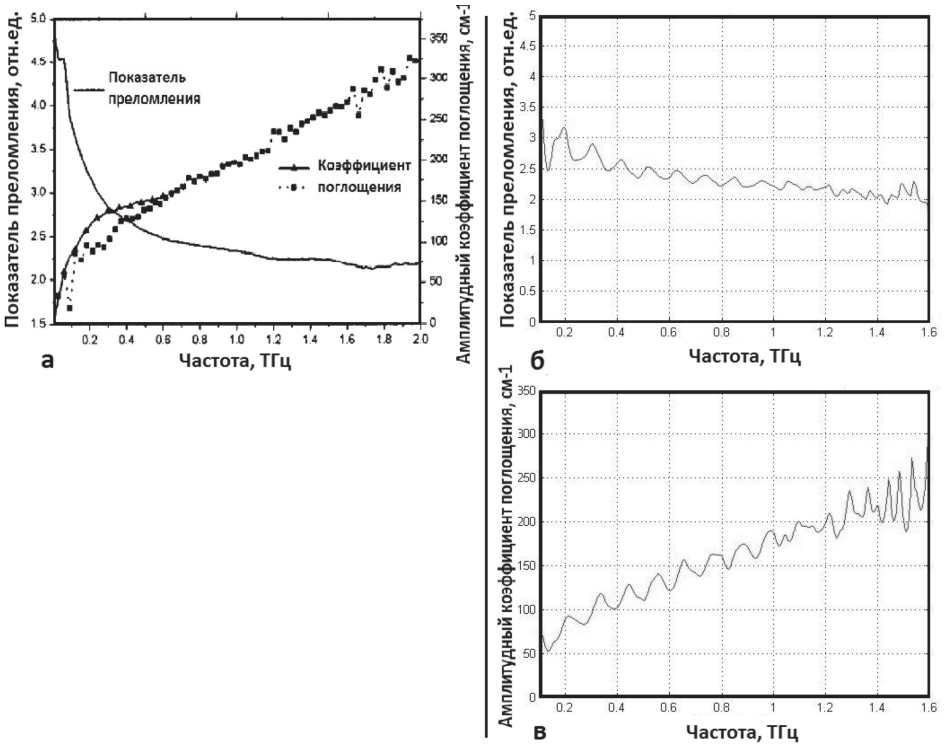 Показатель преломления, отн.ед.
5.0
4.5
4.0
3.5
3.0
2.5
2.0
1.5
Показатель
преломления
Коэффициент
поглощения
350
300
250
200
150
100
50
0
Амплитудный коэффициент поглощения, см-1
0.2 0.4 0.6 0.8 1.0 1.2 1.4 1.6 1.8 2.0
Частота, ТГц
а
Показатель преломления, отн.ед.
5
4.5
4
3.5
3
2.5
2
1.5
1
0.5
0
0.2 0.4 0.6 0.8 1 1.2 1.4 1.6
Частота, ТГц
б
Амплитудный коэффициент поглощения, см-1
350
300
250
200
150
100
50
0
0.2 0.4 0.6 0.8 1 1.2 1.4 1.6
Частота, ТГц
в